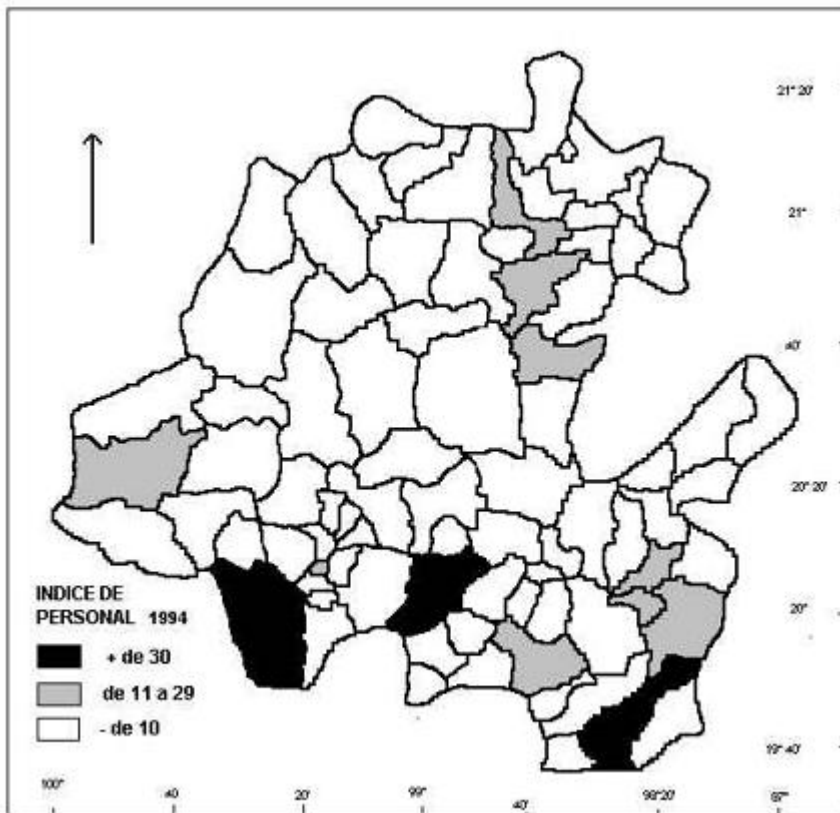 21° 20'
21°
40'
20° 20'
20°
19° 40'
INDICE DE
PERSONAL 1994
+ de 30
de 11 a 29
- de 10
100° 40 20' 99° 40' 98°20' 97°